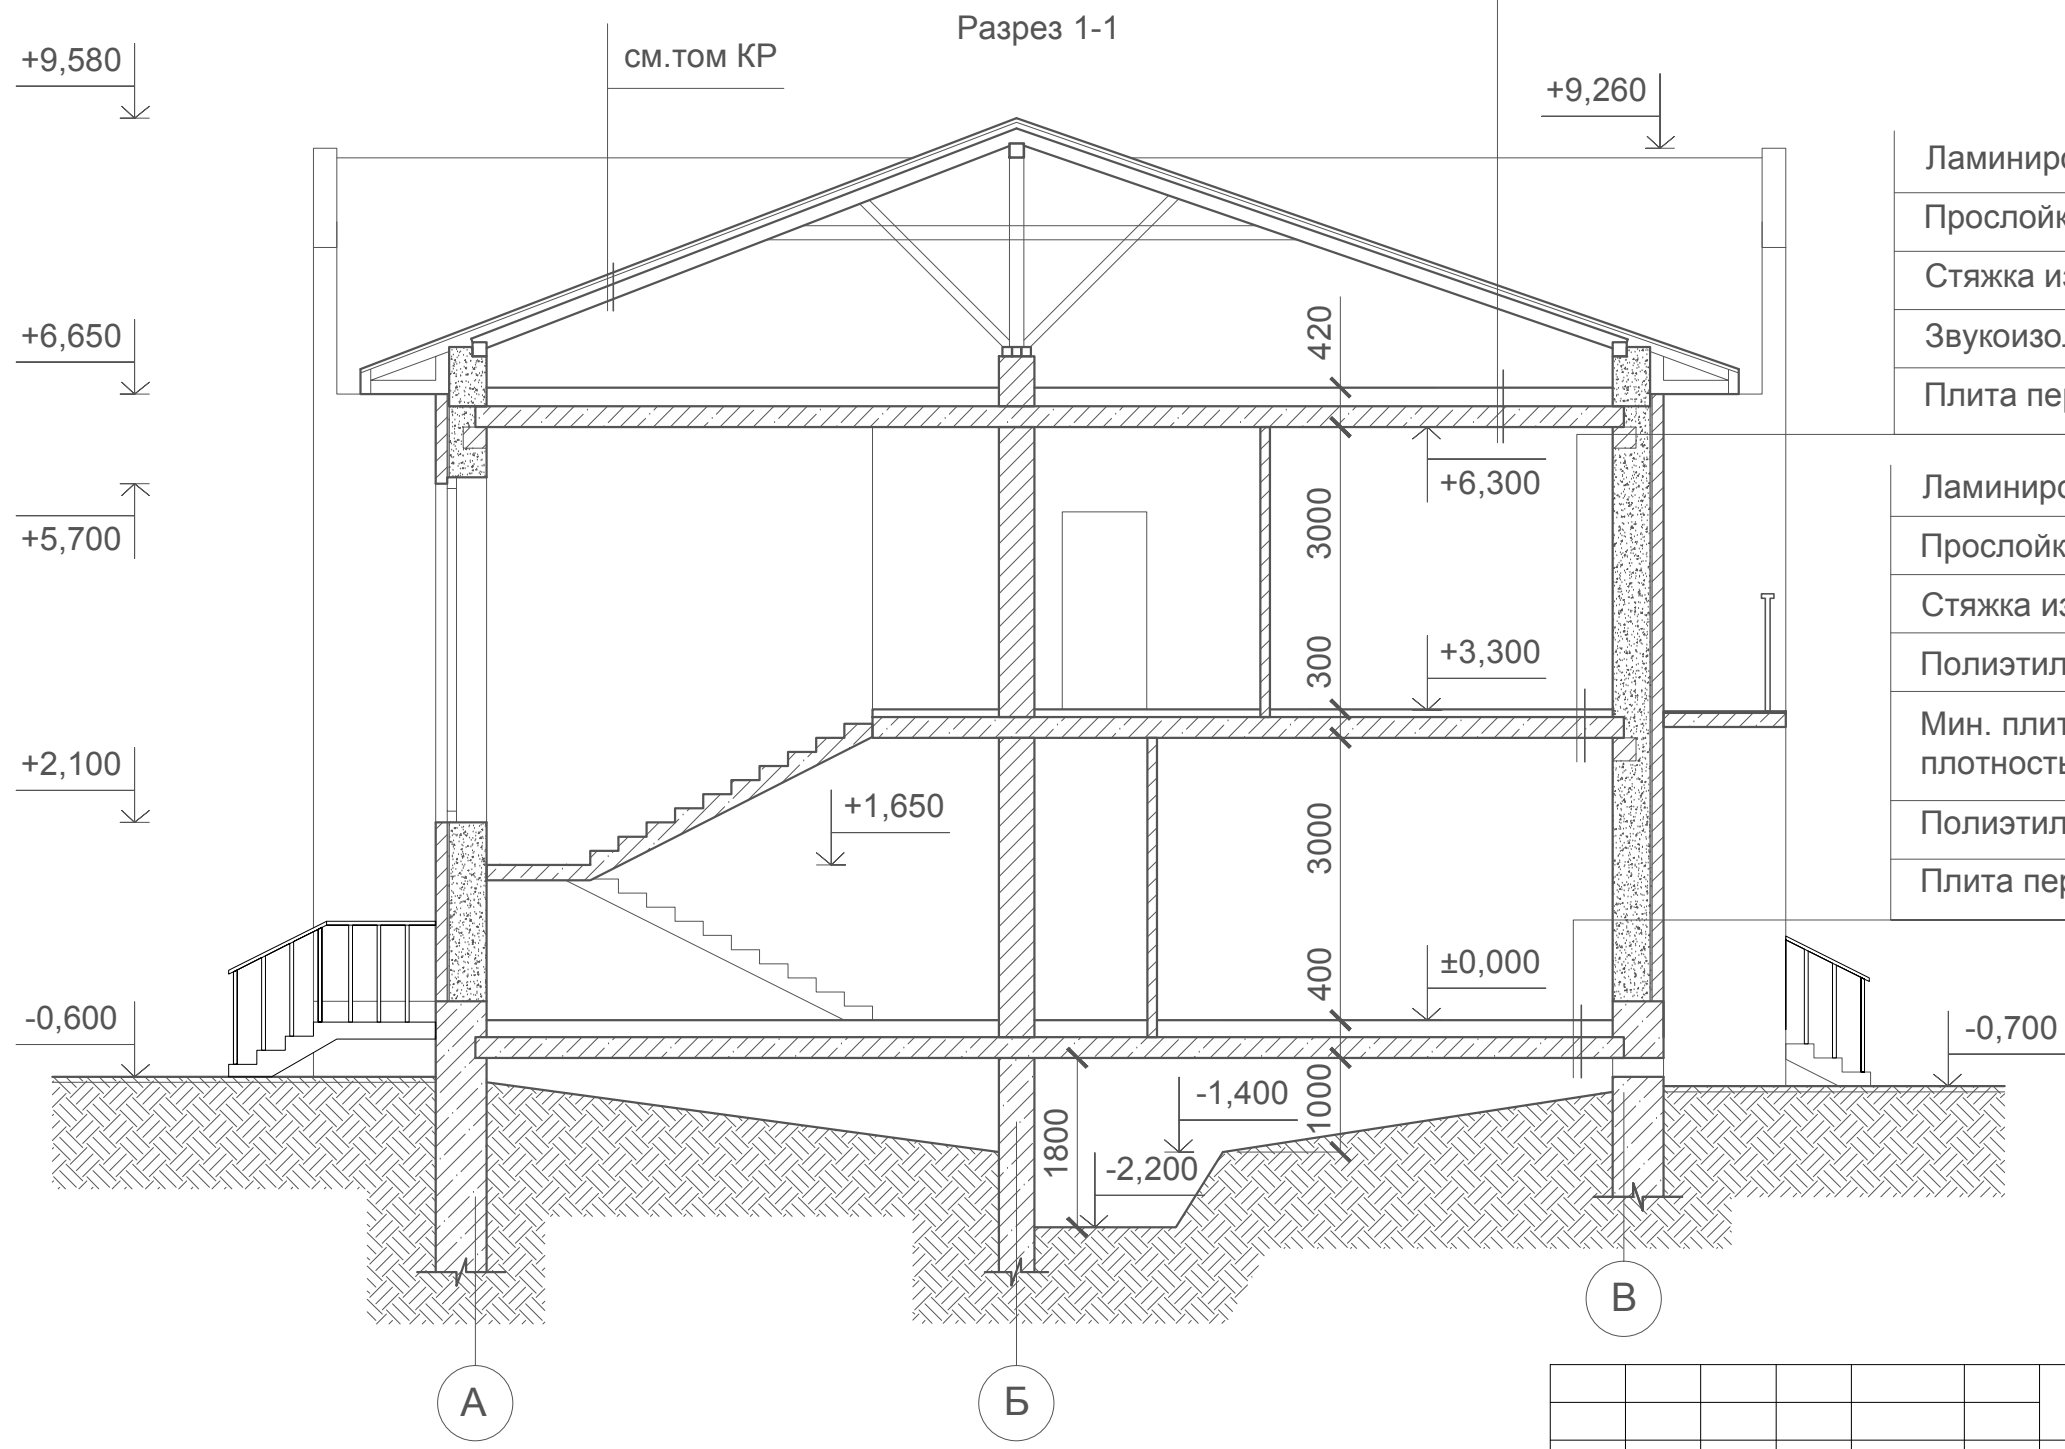 Разрез 1-1
см.том КР
+9,580
+9,260
+6,650
+5,700
+2,100
-0,600
420
3000
300
3000
400
1000
1800
+6,300
+3,300
+1,650
±0,000
-1,400
-2,200
-0,700
Ламиниро
Прослойк
Стяжка из
Звукоизол
Плита пер
Ламиниро
Прослойк
Стяжка из
Полиэтил
Мин. плит
плотность
Полиэтил
Плита пер
А
Б
В